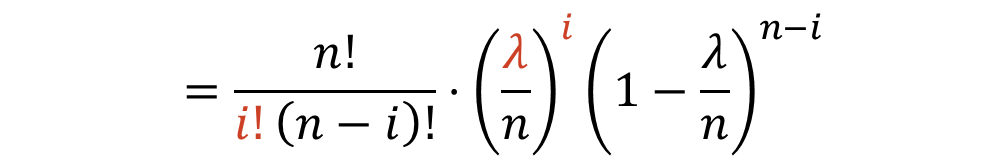 = n! / i! (n − i)! · (λ/n)^i (1 − λ/n)^{n−i}